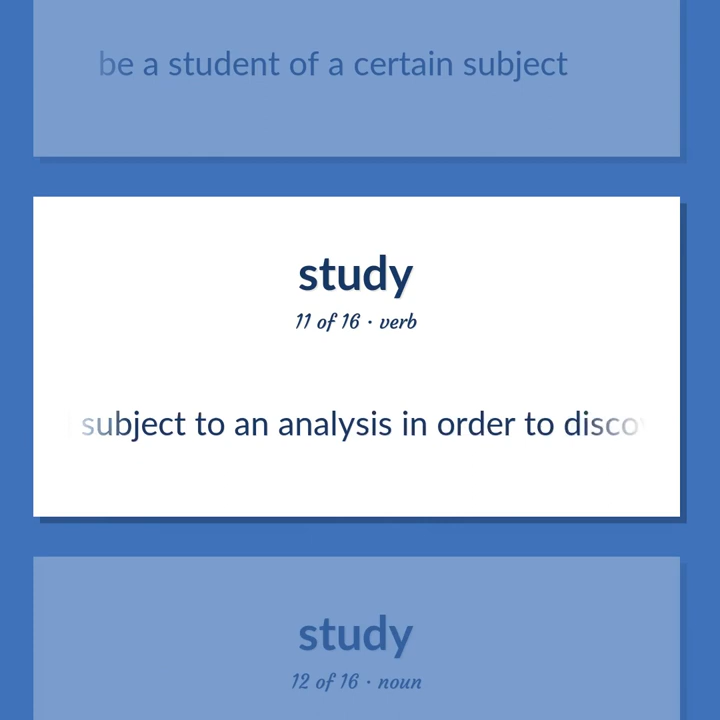 be a student of a certain subject
study
11 of 16 · verb
subject to an analysis in order to disco
study
12 of 16 · noun